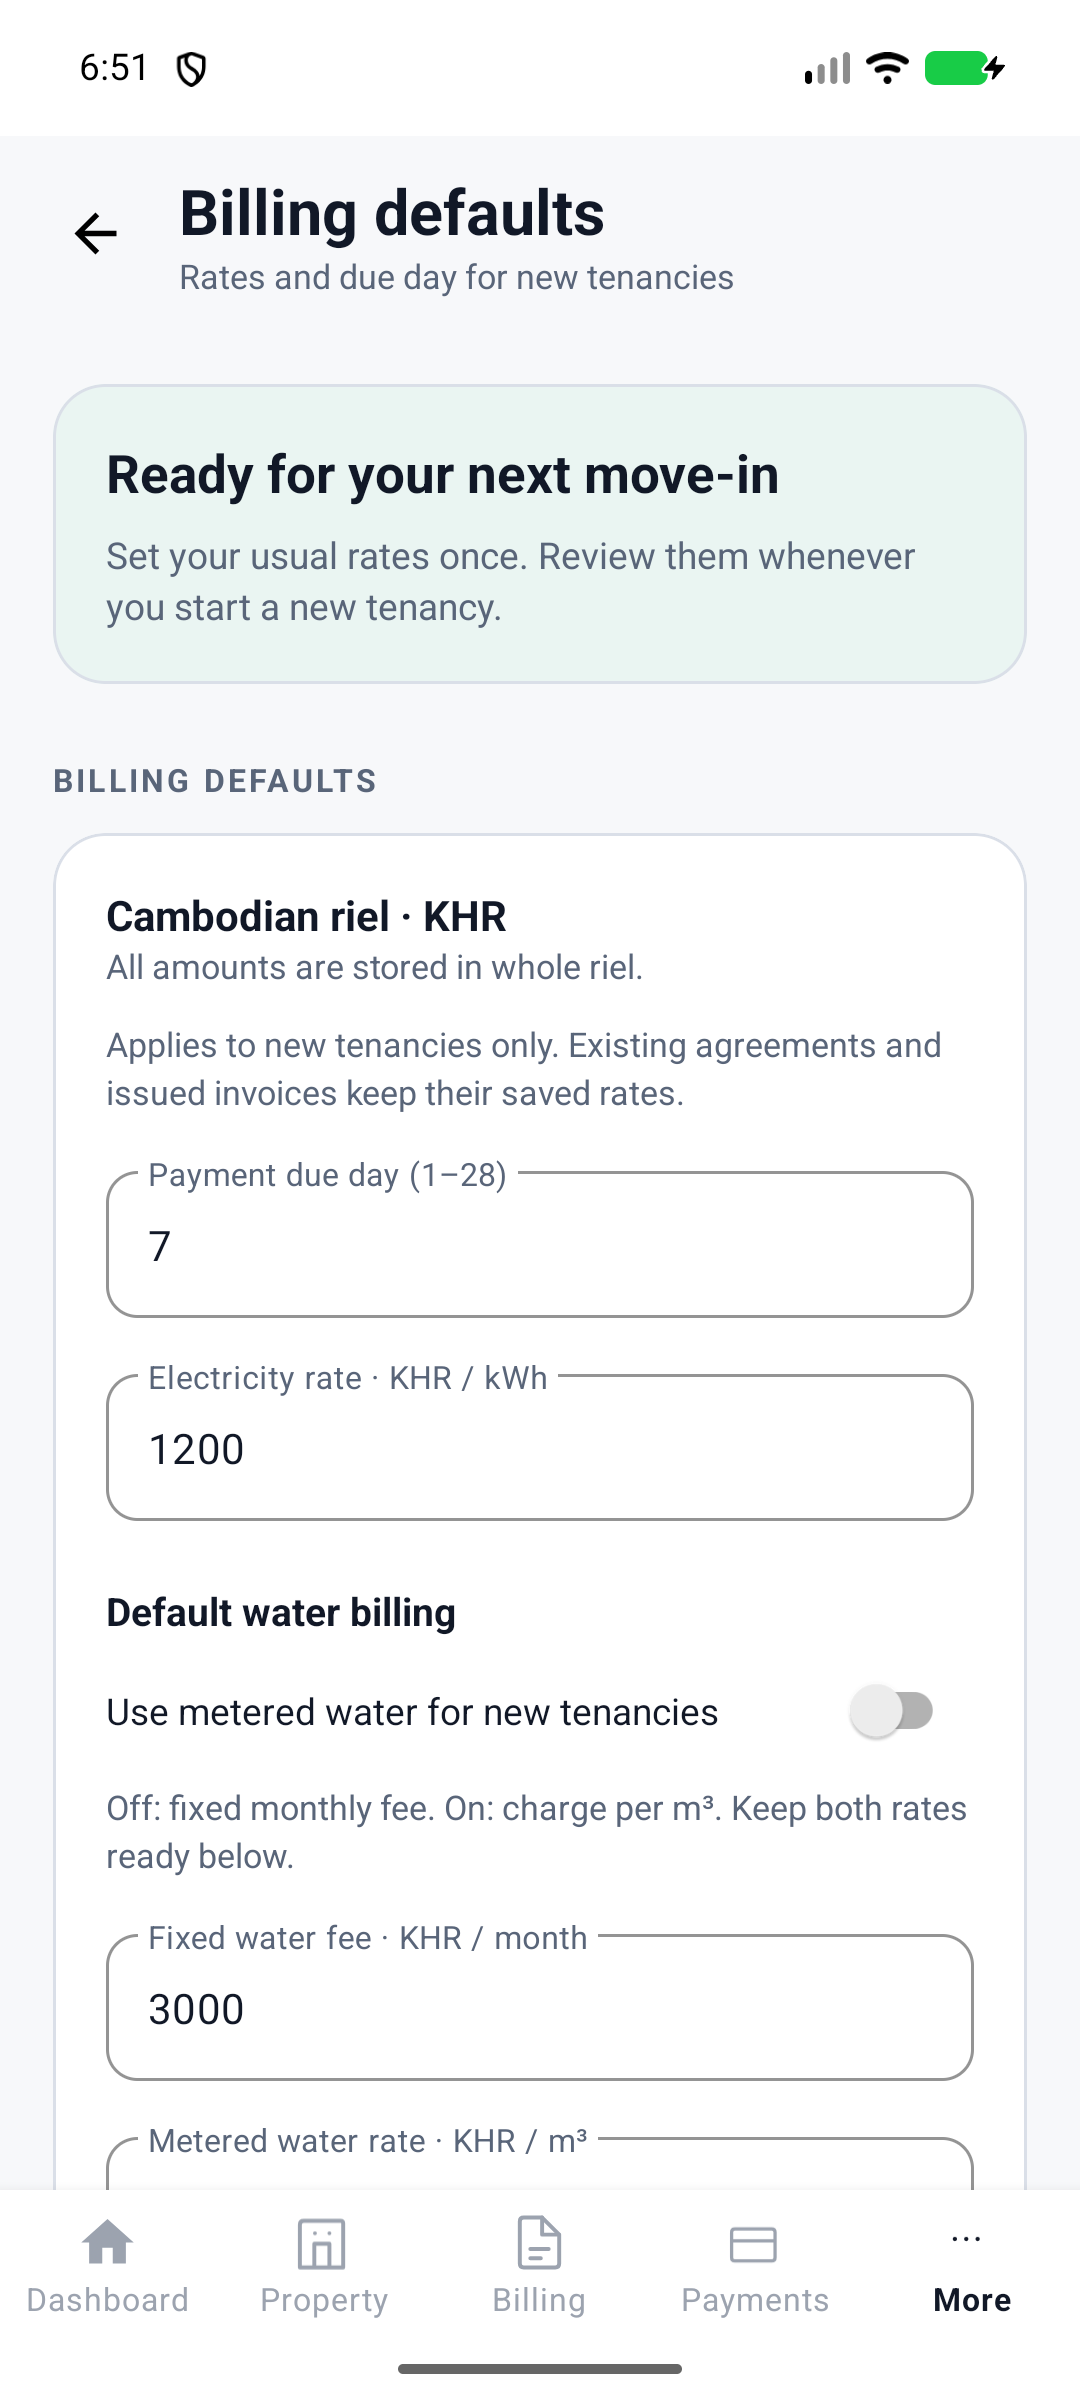 6:51
Billing defaults
Rates and due day for new tenancies
Ready for your next move-in
Set your usual rates once. Review them whenever
you start a new tenancy.
BILLING DEFAULTS
Cambodian riel · KHR
All amounts are stored in whole riel.
Applies to new tenancies only. Existing agreements and
issued invoices keep their saved rates.
Payment due day (1–28)
7
Electricity rate · KHR / kWh
1200
Default water billing
Use metered water for new tenancies
Off: fixed monthly fee. On: charge per m³. Keep both rates
ready below.
Fixed water fee · KHR / month
3000
Metered water rate · KHR / m³
Dashboard Property Billing Payments More